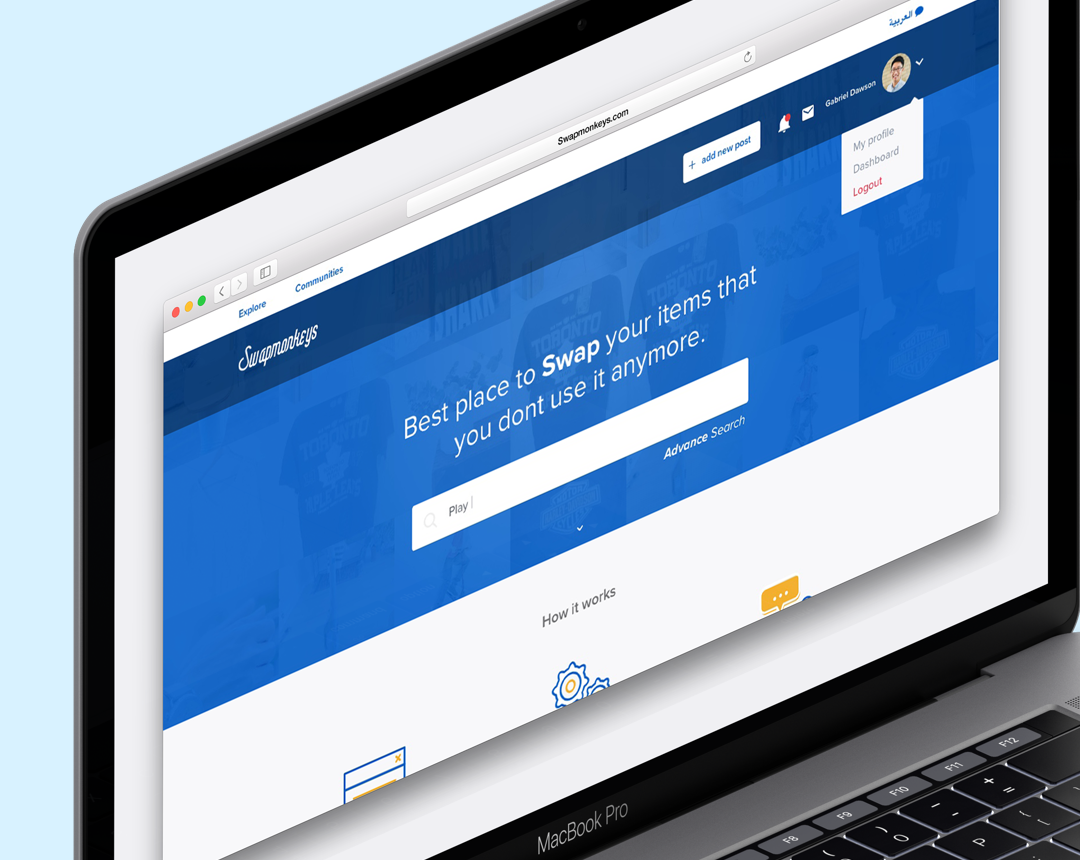 Swapmonkeys.com
العربية
Explore
Communities
Swapmonkeys
+ add new post
Gabriel Dawson
My profile
Dashboard
Logout
Best place to Swap your items that
you dont use it anymore.
Play
Advance Search
How it works
MacBook Pro
F8
F9
F10
F11
F12
)
0
-
+
=
P